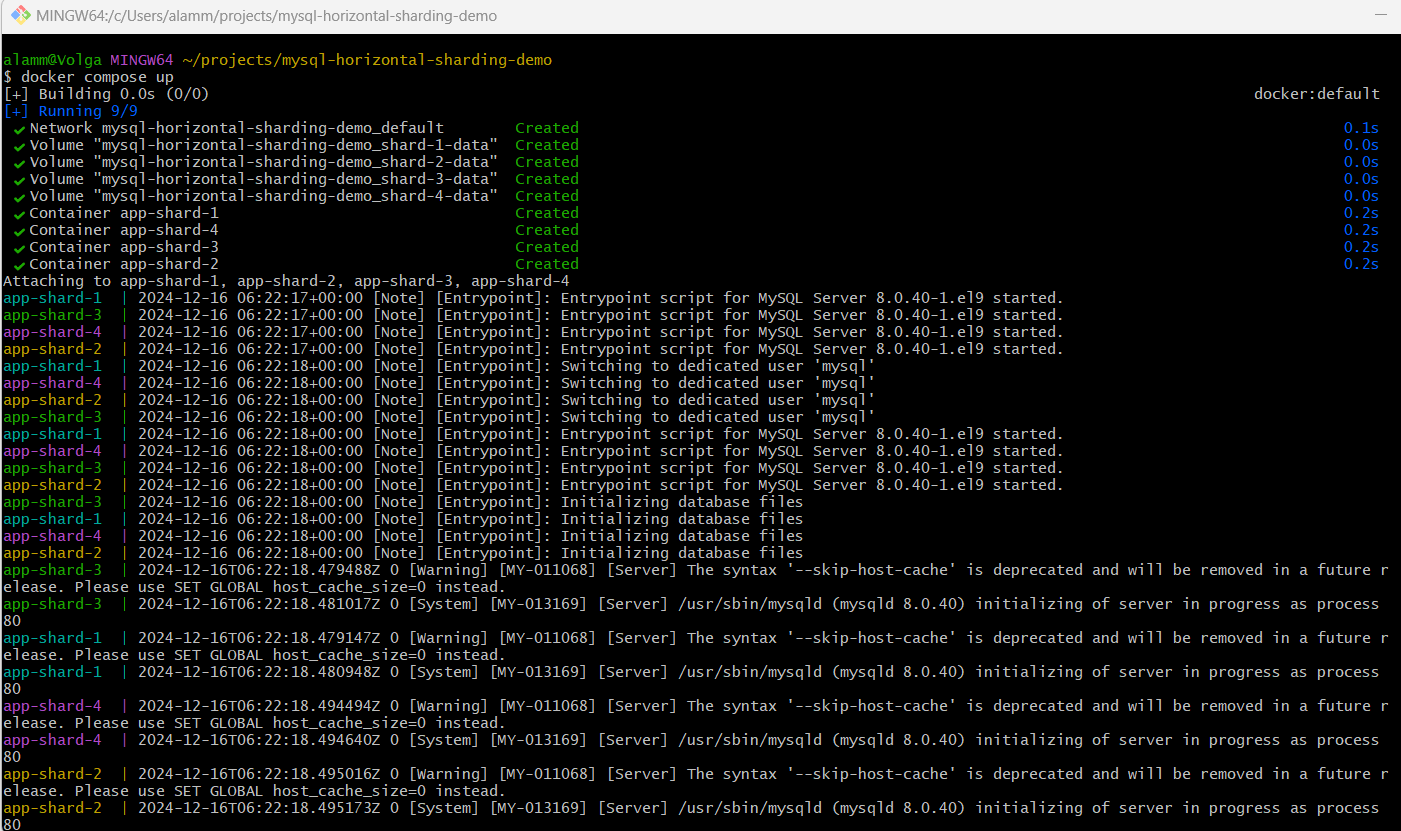 MINGW64:/c/Users/alamm/projects/mysql-horizontal-sharding-demo
alamm@Volga MINGW64 ~/projects/mysql-horizontal-sharding-demo
$ docker compose up
[+] Building 0.0s (0/0) docker:default
[+] Running 9/9
✔ Network mysql-horizontal-sharding-demo_default Created 0.1s
✔ Volume "mysql-horizontal-sharding-demo_shard-1-data" Created 0.0s
✔ Volume "mysql-horizontal-sharding-demo_shard-2-data" Created 0.0s
✔ Volume "mysql-horizontal-sharding-demo_shard-3-data" Created 0.0s
✔ Volume "mysql-horizontal-sharding-demo_shard-4-data" Created 0.0s
✔ Container app-shard-1 Created 0.2s
✔ Container app-shard-4 Created 0.2s
✔ Container app-shard-3 Created 0.2s
✔ Container app-shard-2 Created 0.2s
Attaching to app-shard-1, app-shard-2, app-shard-3, app-shard-4
app-shard-1 | 2024-12-16 06:22:17+00:00 [Note] [Entrypoint]: Entrypoint script for MySQL Server 8.0.40-1.el9 started.
app-shard-3 | 2024-12-16 06:22:17+00:00 [Note] [Entrypoint]: Entrypoint script for MySQL Server 8.0.40-1.el9 started.
app-shard-4 | 2024-12-16 06:22:17+00:00 [Note] [Entrypoint]: Entrypoint script for MySQL Server 8.0.40-1.el9 started.
app-shard-2 | 2024-12-16 06:22:17+00:00 [Note] [Entrypoint]: Entrypoint script for MySQL Server 8.0.40-1.el9 started.
app-shard-1 | 2024-12-16 06:22:18+00:00 [Note] [Entrypoint]: Switching to dedicated user 'mysql'
app-shard-4 | 2024-12-16 06:22:18+00:00 [Note] [Entrypoint]: Switching to dedicated user 'mysql'
app-shard-2 | 2024-12-16 06:22:18+00:00 [Note] [Entrypoint]: Switching to dedicated user 'mysql'
app-shard-3 | 2024-12-16 06:22:18+00:00 [Note] [Entrypoint]: Switching to dedicated user 'mysql'
app-shard-1 | 2024-12-16 06:22:18+00:00 [Note] [Entrypoint]: Entrypoint script for MySQL Server 8.0.40-1.el9 started.
app-shard-4 | 2024-12-16 06:22:18+00:00 [Note] [Entrypoint]: Entrypoint script for MySQL Server 8.0.40-1.el9 started.
app-shard-3 | 2024-12-16 06:22:18+00:00 [Note] [Entrypoint]: Entrypoint script for MySQL Server 8.0.40-1.el9 started.
app-shard-2 | 2024-12-16 06:22:18+00:00 [Note] [Entrypoint]: Entrypoint script for MySQL Server 8.0.40-1.el9 started.
app-shard-3 | 2024-12-16 06:22:18+00:00 [Note] [Entrypoint]: Initializing database files
app-shard-1 | 2024-12-16 06:22:18+00:00 [Note] [Entrypoint]: Initializing database files
app-shard-4 | 2024-12-16 06:22:18+00:00 [Note] [Entrypoint]: Initializing database files
app-shard-2 | 2024-12-16 06:22:18+00:00 [Note] [Entrypoint]: Initializing database files
app-shard-3 | 2024-12-16T06:22:18.479488Z 0 [Warning] [MY-011068] [Server] The syntax '--skip-host-cache' is deprecated and will be removed in a future r
elease. Please use SET GLOBAL host_cache_size=0 instead.
app-shard-3 | 2024-12-16T06:22:18.481017Z 0 [System] [MY-013169] [Server] /usr/sbin/mysqld (mysqld 8.0.40) initializing of server in progress as process
80
app-shard-1 | 2024-12-16T06:22:18.479147Z 0 [Warning] [MY-011068] [Server] The syntax '--skip-host-cache' is deprecated and will be removed in a future r
elease. Please use SET GLOBAL host_cache_size=0 instead.
app-shard-1 | 2024-12-16T06:22:18.480948Z 0 [System] [MY-013169] [Server] /usr/sbin/mysqld (mysqld 8.0.40) initializing of server in progress as process
80
app-shard-4 | 2024-12-16T06:22:18.494494Z 0 [Warning] [MY-011068] [Server] The syntax '--skip-host-cache' is deprecated and will be removed in a future r
elease. Please use SET GLOBAL host_cache_size=0 instead.
app-shard-4 | 2024-12-16T06:22:18.494640Z 0 [System] [MY-013169] [Server] /usr/sbin/mysqld (mysqld 8.0.40) initializing of server in progress as process
80
app-shard-2 | 2024-12-16T06:22:18.495016Z 0 [Warning] [MY-011068] [Server] The syntax '--skip-host-cache' is deprecated and will be removed in a future r
elease. Please use SET GLOBAL host_cache_size=0 instead.
app-shard-2 | 2024-12-16T06:22:18.495173Z 0 [System] [MY-013169] [Server] /usr/sbin/mysqld (mysqld 8.0.40) initializing of server in progress as process
80